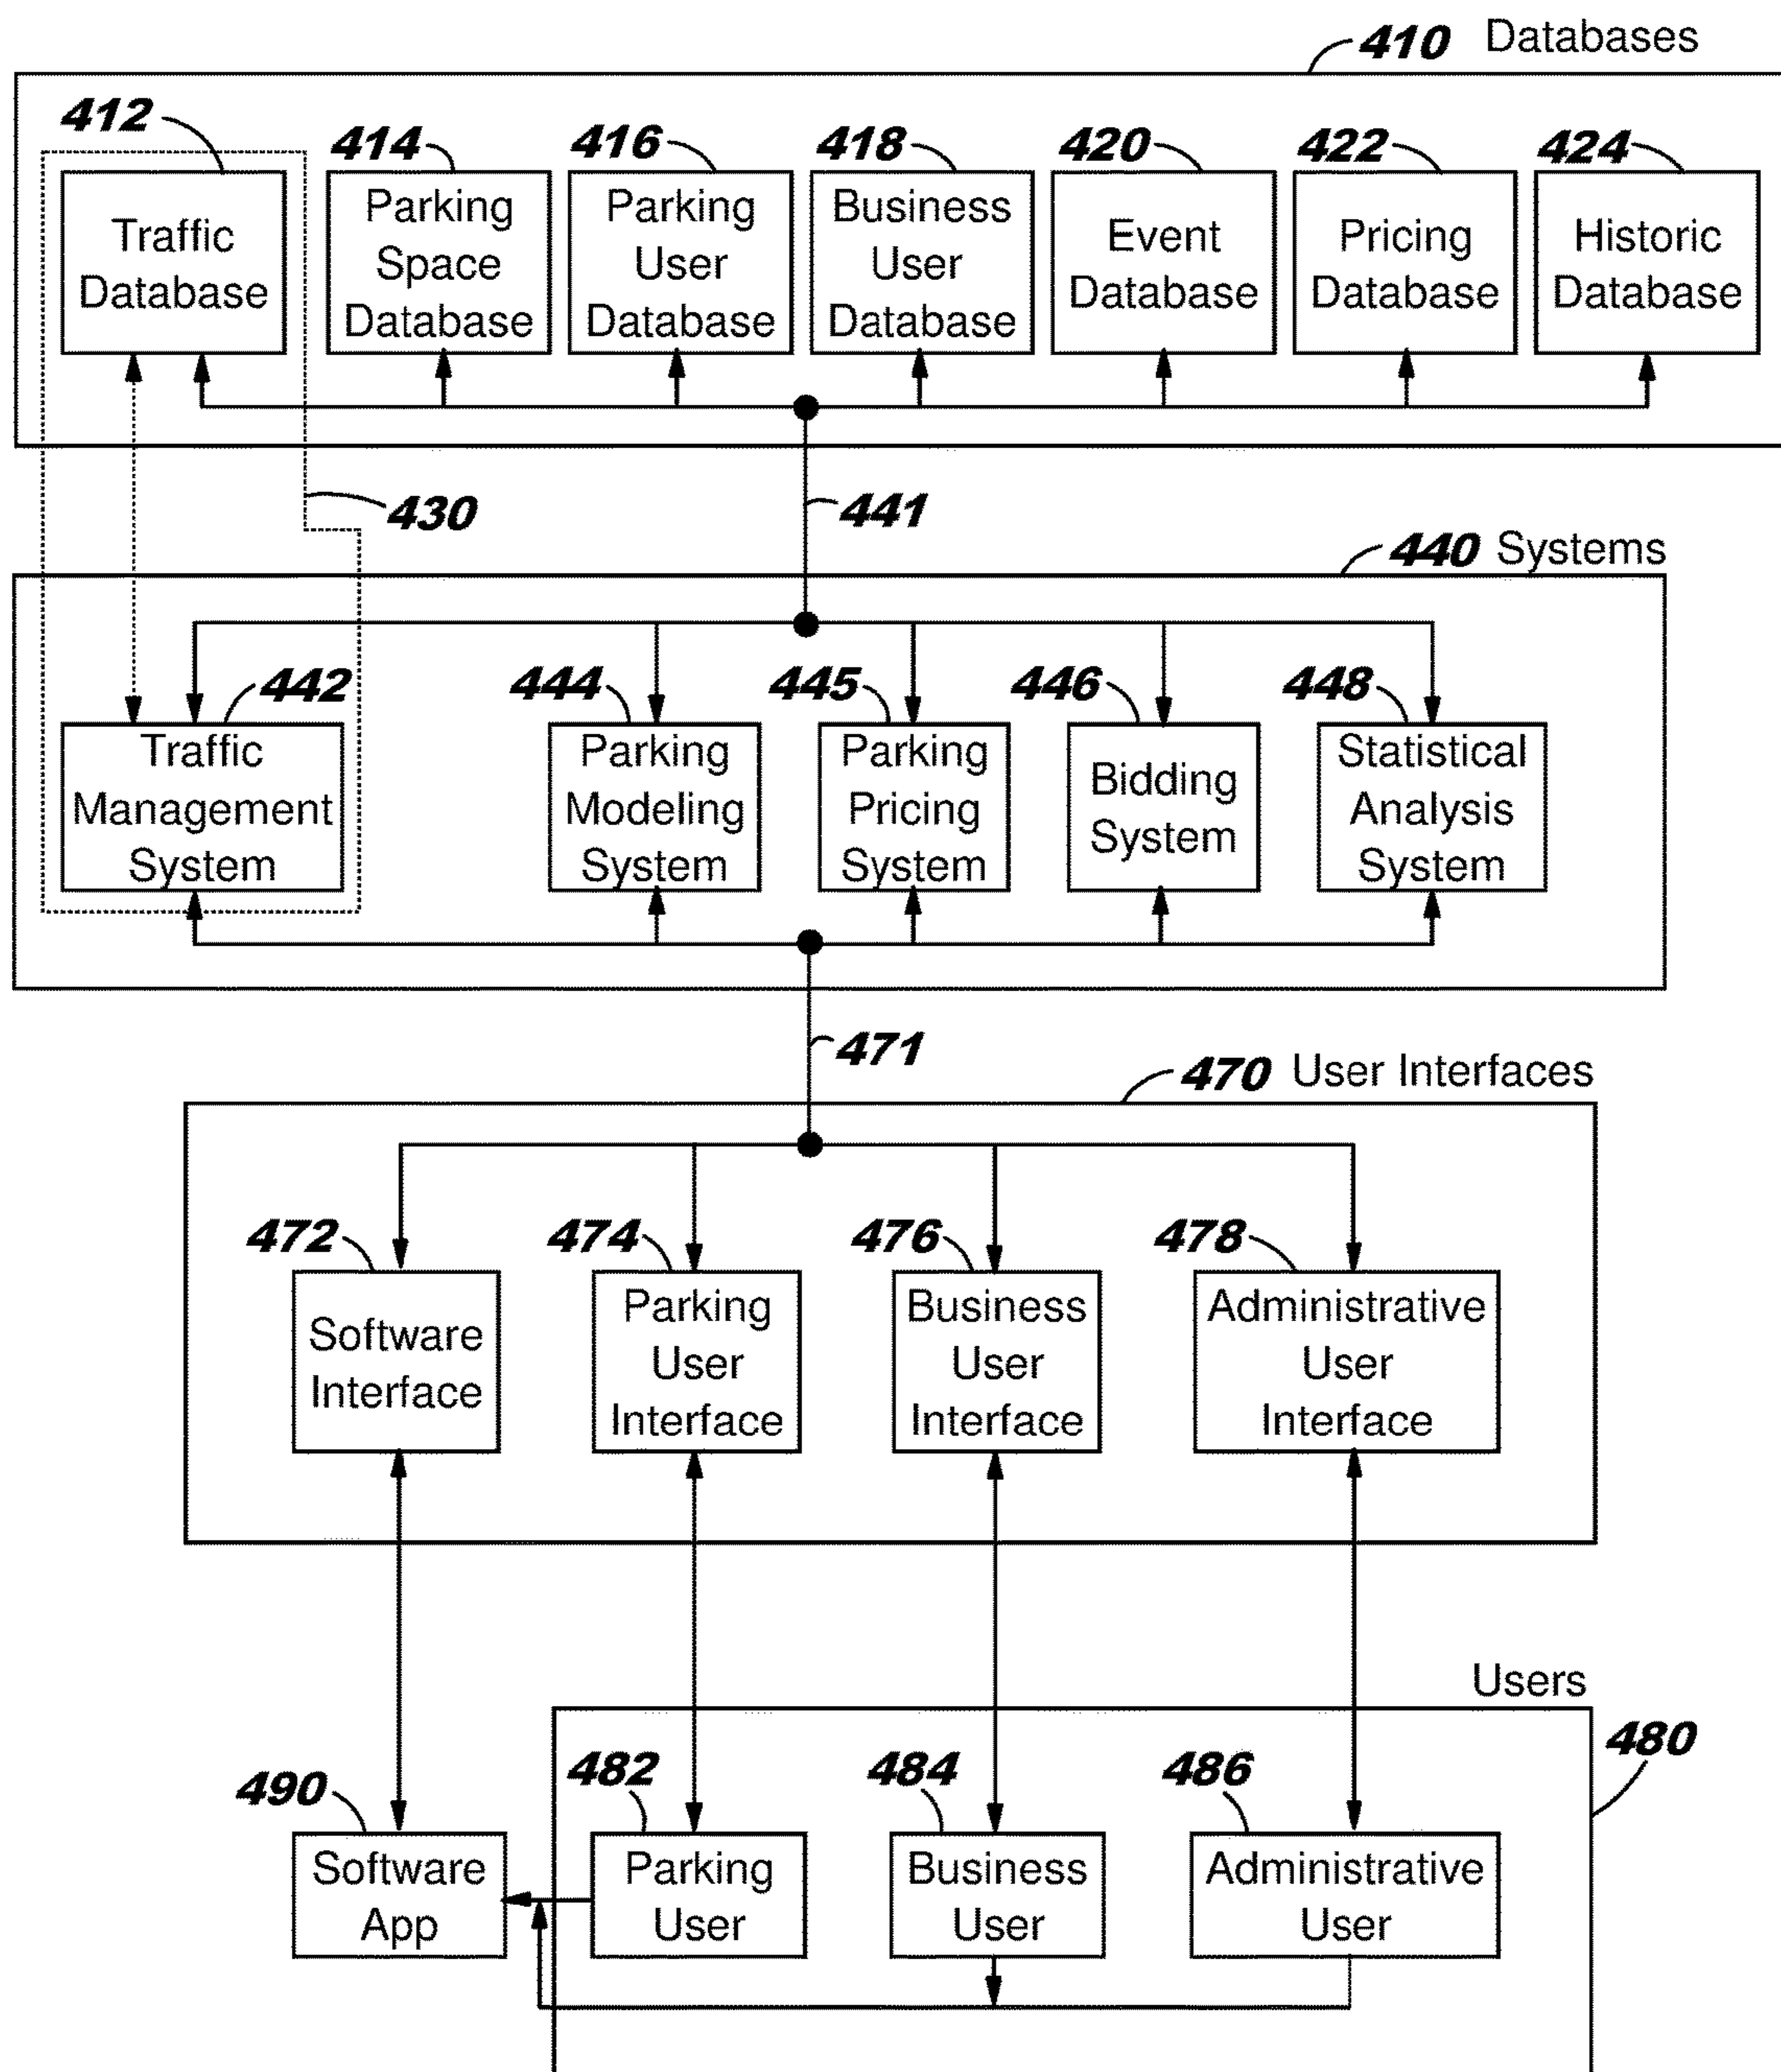 410 Databases
412
414
416
418
420
422
424
Traffic
Database
Parking
Space
Database
Parking
User
Database
Business
User
Database
Event
Database
Pricing
Database
Historic
Database
430
441
440 Systems
442
444
445
446
448
Traffic
Management
System
Parking
Modeling
System
Parking
Pricing
System
Bidding
System
Statistical
Analysis
System
471
470 User Interfaces
472
474
476
478
Software
Interface
Parking
User
Interface
Business
User
Interface
Administrative
User
Interface
Users
480
490
482
484
486
Software
App
Parking
User
Business
User
Administrative
User